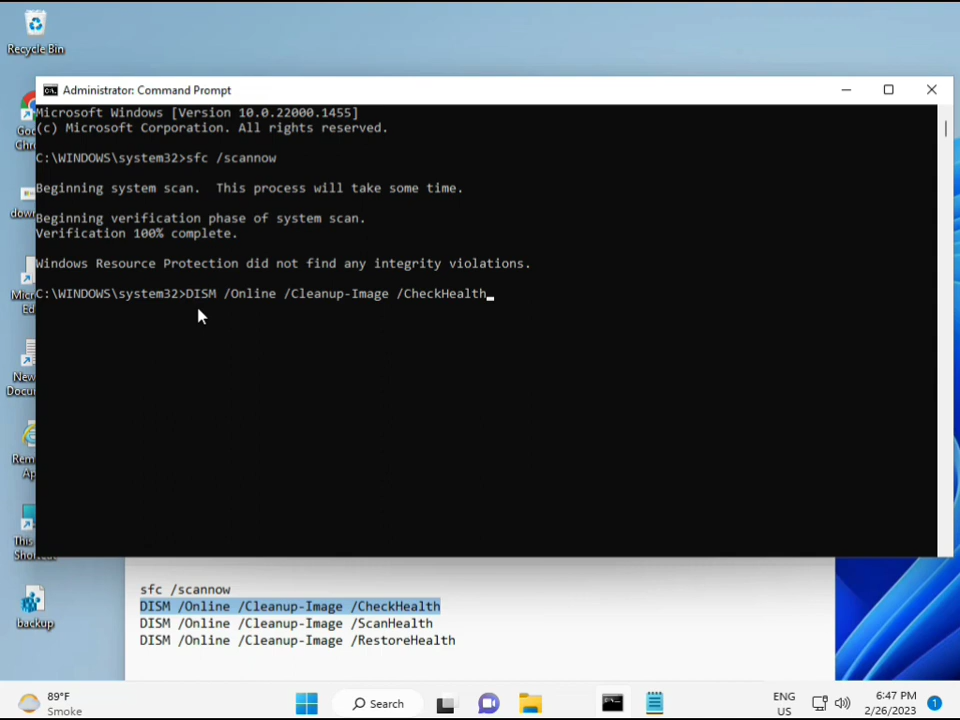 Recycle Bin
Administrator: Command Prompt
Microsoft Windows [Version 10.0.22000.1455]
(c) Microsoft Corporation. All rights reserved.
C:\WINDOWS\system32>sfc /scannow
Beginning system scan.  This process will take some time.
Beginning verification phase of system scan.
Verification 100% complete.
Windows Resource Protection did not find any integrity violations.
C:\WINDOWS\system32>DISM /Online /Cleanup-Image /CheckHealth
backup
sfc /scannow
DISM /Online /Cleanup-Image /CheckHealth
DISM /Online /Cleanup-Image /ScanHealth
DISM /Online /Cleanup-Image /RestoreHealth
89°F
Smoke
Search
ENG
US
6:47 PM
2/26/2023
1